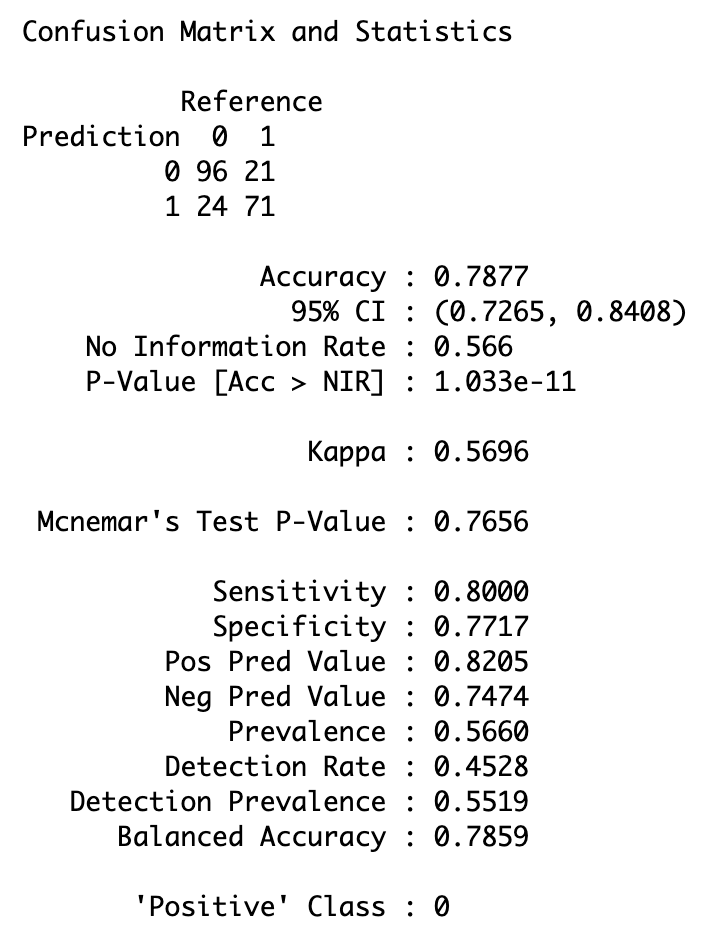 Confusion Matrix and Statistics
Reference
Prediction 0 1
0 96 21
1 24 71
Accuracy : 0.7877
95% CI : (0.7265, 0.8408)
No Information Rate : 0.566
P-Value [Acc > NIR] : 1.033e-11
Kappa : 0.5696
Mcnemar's Test P-Value : 0.7656
Sensitivity : 0.8000
Specificity : 0.7717
Pos Pred Value : 0.8205
Neg Pred Value : 0.7474
Prevalence : 0.5660
Detection Rate : 0.4528
Detection Prevalence : 0.5519
Balanced Accuracy : 0.7859
'Positive' Class : 0